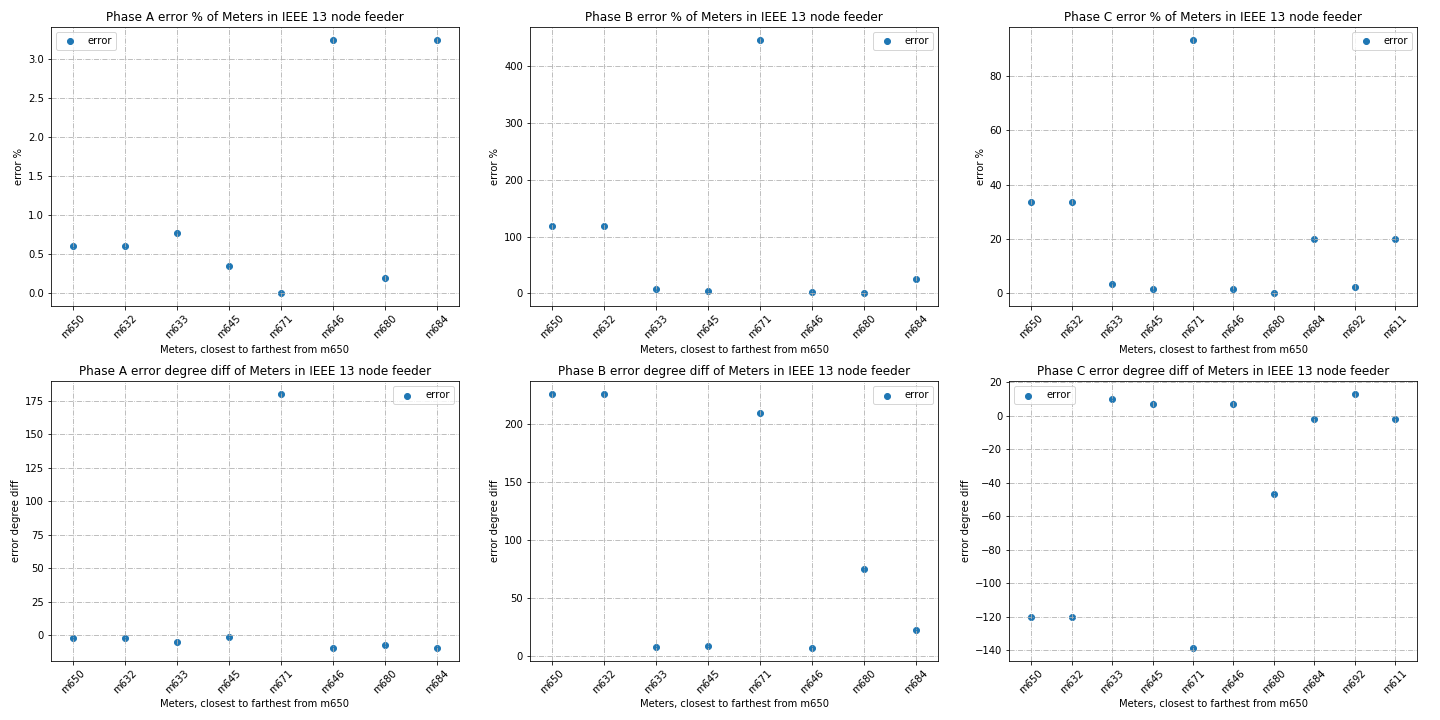 Phase A error % of Meters in IEEE 13 node feeder
error
error %
3.0
2.5
2.0
1.5
1.0
0.5
0.0
m650 m632 m633 m645 m671 m646 m680 m684
Meters, closest to farthest from m650
Phase B error % of Meters in IEEE 13 node feeder
error
error %
400
300
200
100
0
m650 m632 m633 m645 m671 m646 m680 m684
Meters, closest to farthest from m650
Phase C error % of Meters in IEEE 13 node feeder
error
error %
80
60
40
20
0
m650 m632 m633 m645 m671 m646 m680 m684 m692 m611
Meters, closest to farthest from m650
Phase A error degree diff of Meters in IEEE 13 node feeder
error
error degree diff
175
150
125
100
75
50
25
0
m650 m632 m633 m645 m671 m646 m680 m684
Meters, closest to farthest from m650
Phase B error degree diff of Meters in IEEE 13 node feeder
error
error degree diff
200
150
100
50
0
m650 m632 m633 m645 m671 m646 m680 m684
Meters, closest to farthest from m650
Phase C error degree diff of Meters in IEEE 13 node feeder
error
error degree diff
20
0
−20
−40
−60
−80
−100
−120
−140
m650 m632 m633 m645 m671 m646 m680 m684 m692 m611
Meters, closest to farthest from m650